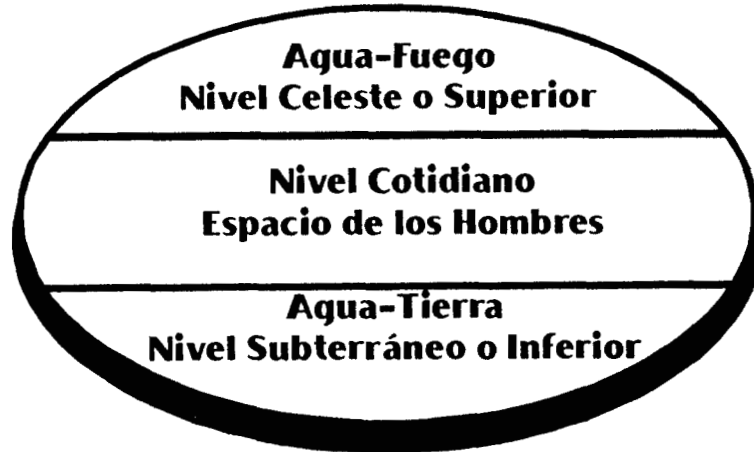 Agua-Fuego
Nivel Celeste o Superior
Nivel Cotidiano
Espacio de los Hombres
Agua-Tierra
Nivel Subterráneo o Inferior